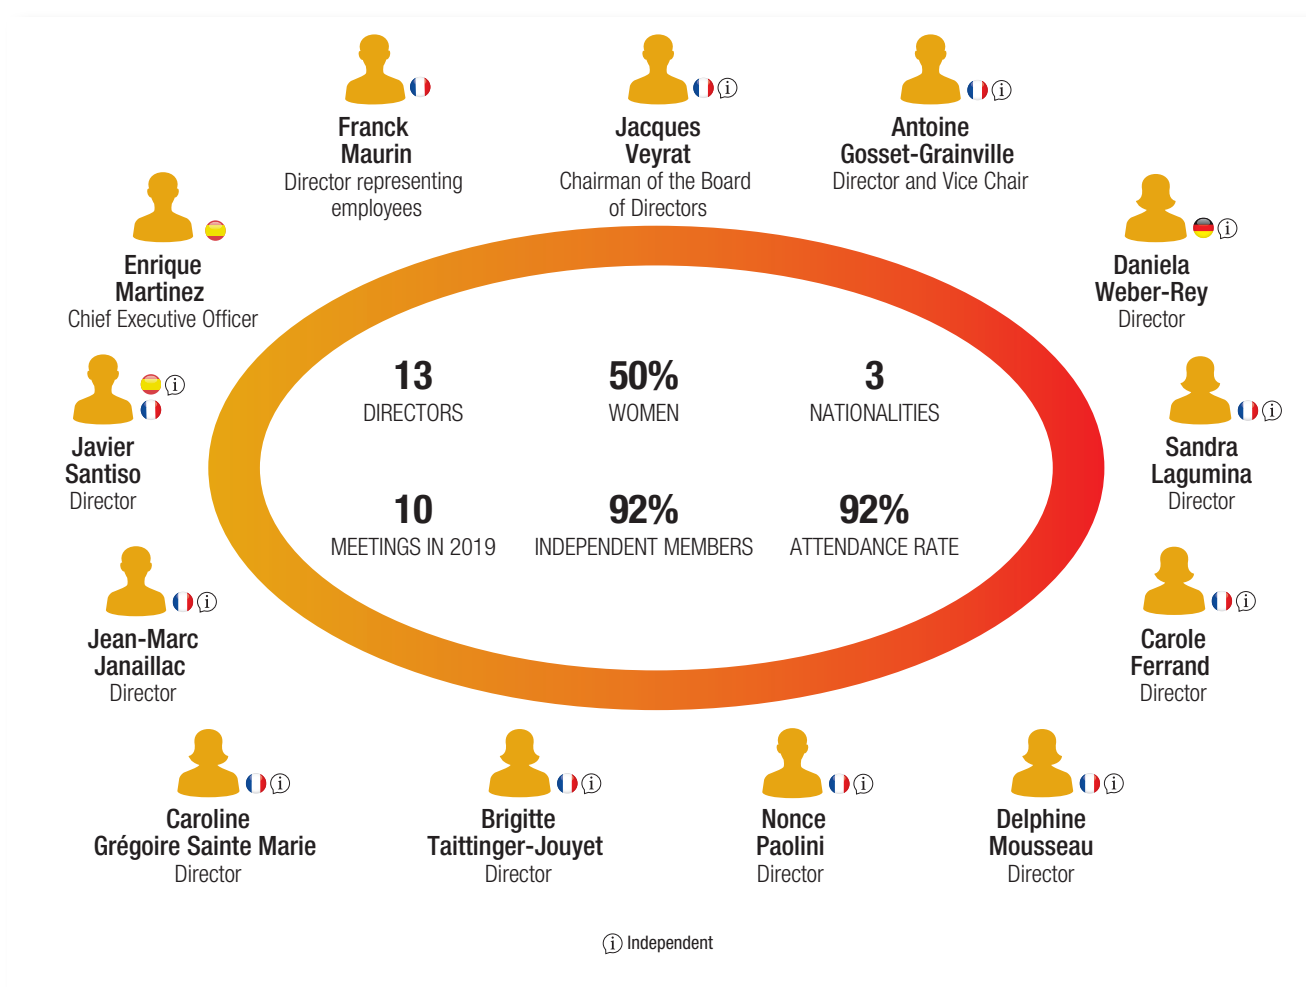 Franck
Maurin
Director representing
employees
Jacques
Veyrat
Chairman of the Board
of Directors
Antoine
Gosset-Grainville
Director and Vice Chair
Enrique
Martinez
Chief Executive Officer
Daniela
Weber-Rey
Director
Javier
Santiso
Director
13
DIRECTORS
50%
WOMEN
3
NATIONALITIES
10
MEETINGS IN 2019
92%
INDEPENDENT MEMBERS
92%
ATTENDANCE RATE
Sandra
Lagumina
Director
Jean-Marc
Janaillac
Director
Carole
Ferrand
Director
Caroline
Grégoire Sainte Marie
Director
Brigitte
Taittinger-Jouyet
Director
Nonce
Paolini
Director
Delphine
Mousseau
Director
i Independent